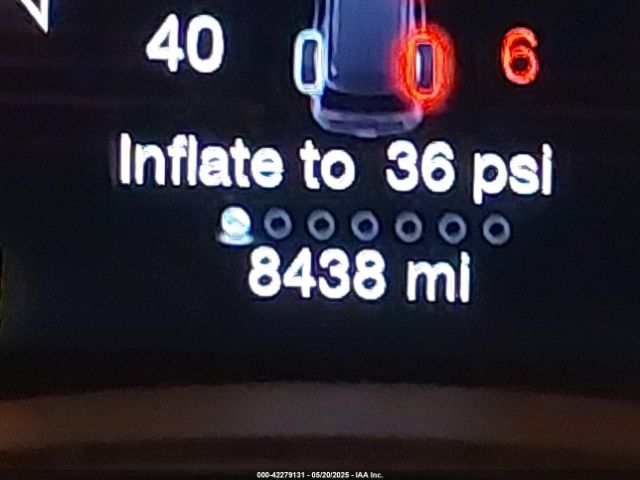 40 6
Inflate to 36 psi
8438 mi
000-42279131 - 05/20/2025 - IAA Inc.